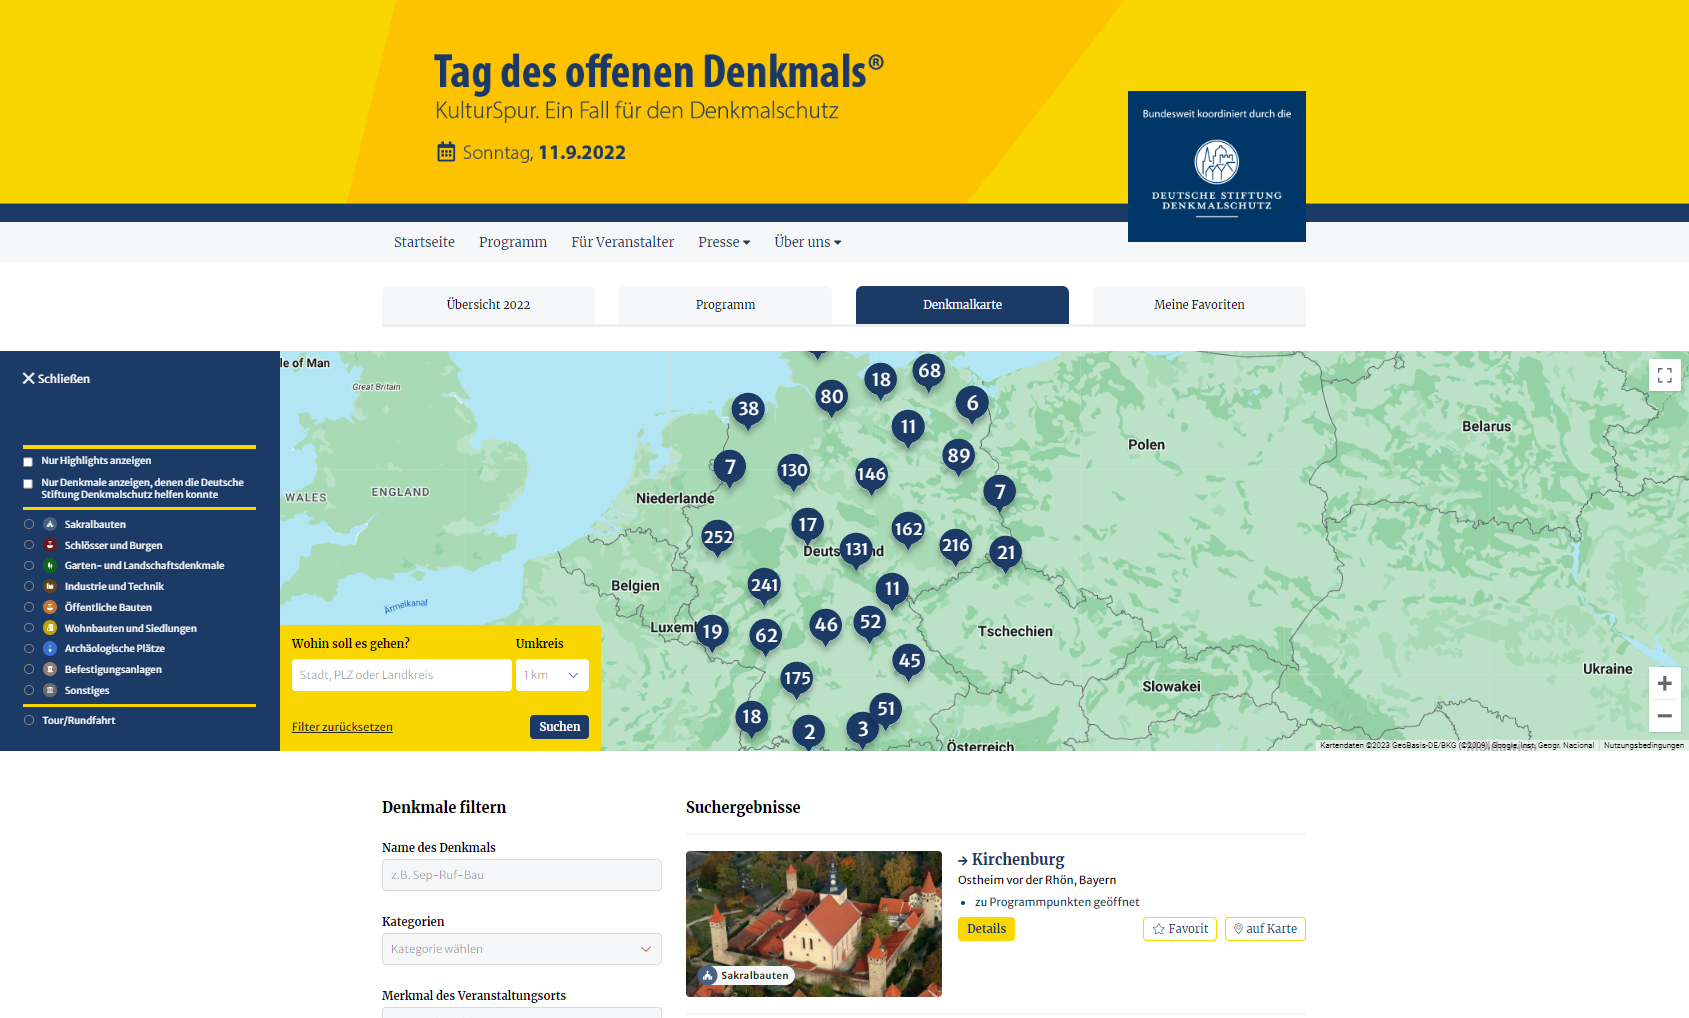 Tag des offenen Denkmals®
KulturSpur. Ein Fall für den Denkmalschutz
Sonntag, 11.9.2022
Bundesweit koordiniert durch die
DEUTSCHE STIFTUNG
DENKMALSCHUTZ
Startseite Programm Für Veranstalter Presse Über uns
Übersicht 2022 Programm Denkmalkarte Meine Favoriten
Schließen
Nur Highlights anzeigen
Nur Denkmale anzeigen, denen die Deutsche
Stiftung Denkmalschutz helfen konnte
Sakralbauten
Schlösser und Burgen
Garten- und Landschaftsdenkmale
Industrie und Technik
Öffentliche Bauten
Wohnbauten und Siedlungen
Archäologische Plätze
Befestigungsanlagen
Sonstiges
Tour/Rundfahrt
le of Man
Great Britain
WALES
ENGLAND
Niederlande
Belgien
Ärmelkanal
Polen
Belarus
Tschechien
Slowakei
Ukraine
Österreich
68
18
80
6
38
11
89
7
130
146
7
17
162
252
131
216
21
241
11
52
46
19
62
45
175
51
18
3
2
Wohin soll es gehen? Umkreis
Stadt, PLZ oder Landkreis 1 km
Filter zurücksetzen Suchen
Kartendaten ©2023 GeoBasis-DE/BKG (©2009), Google, Inst. Geogr. Nacional Nutzungsbedingungen
Denkmale filtern
Name des Denkmals
z.B. Sep-Ruf-Bau
Kategorien
Kategorie wählen
Merkmal des Veranstaltungsorts
Suchergebnisse
Kirchenburg
Ostheim vor der Rhön, Bayern
zu Programmpunkten geöffnet
Details Favorit auf Karte
Sakralbauten